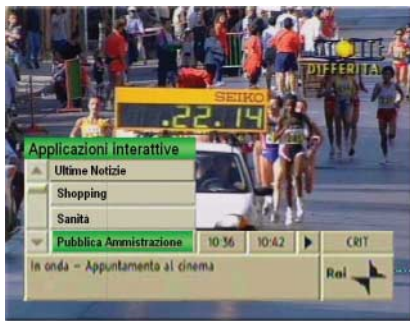 DIFFERITA
SEIKO
.22.14
Applicazioni interattive
Ultime Notizie
Shopping
Sanità
Pubblica Ammistrazione 10:36 10:42 CRIT
In onda - Appuntamento al cinema
Rai